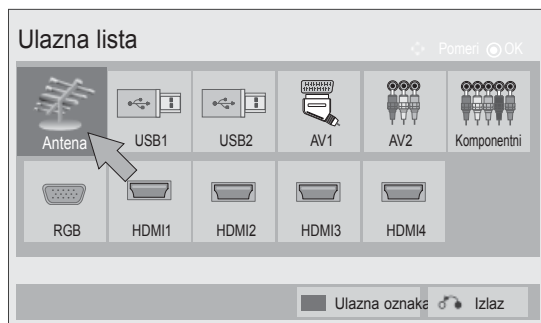 Ulazna lista
Pomeri OK
Antena USB1 USB2 AV1 AV2 Komponentni
RGB HDMI1 HDMI2 HDMI3 HDMI4
Ulazna oznaka Izlaz